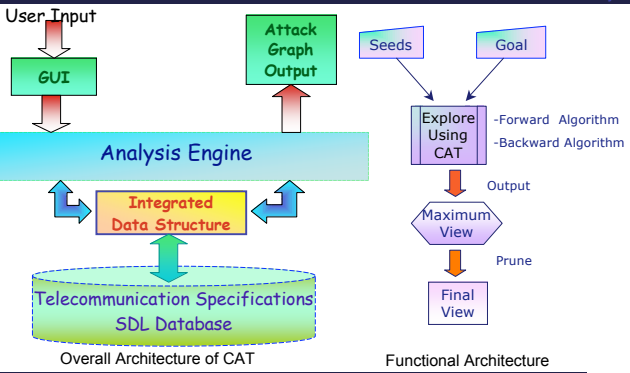 User Input
GUI
Attack
Graph
Output
Analysis Engine
Integrated
Data Structure
Telecommunication Specifications
SDL Database
Overall Architecture of CAT
Seeds
Goal
Explore
Using
CAT
-Forward Algorithm
-Backward Algorithm
Output
Maximum
View
Prune
Final
View
Functional Architecture